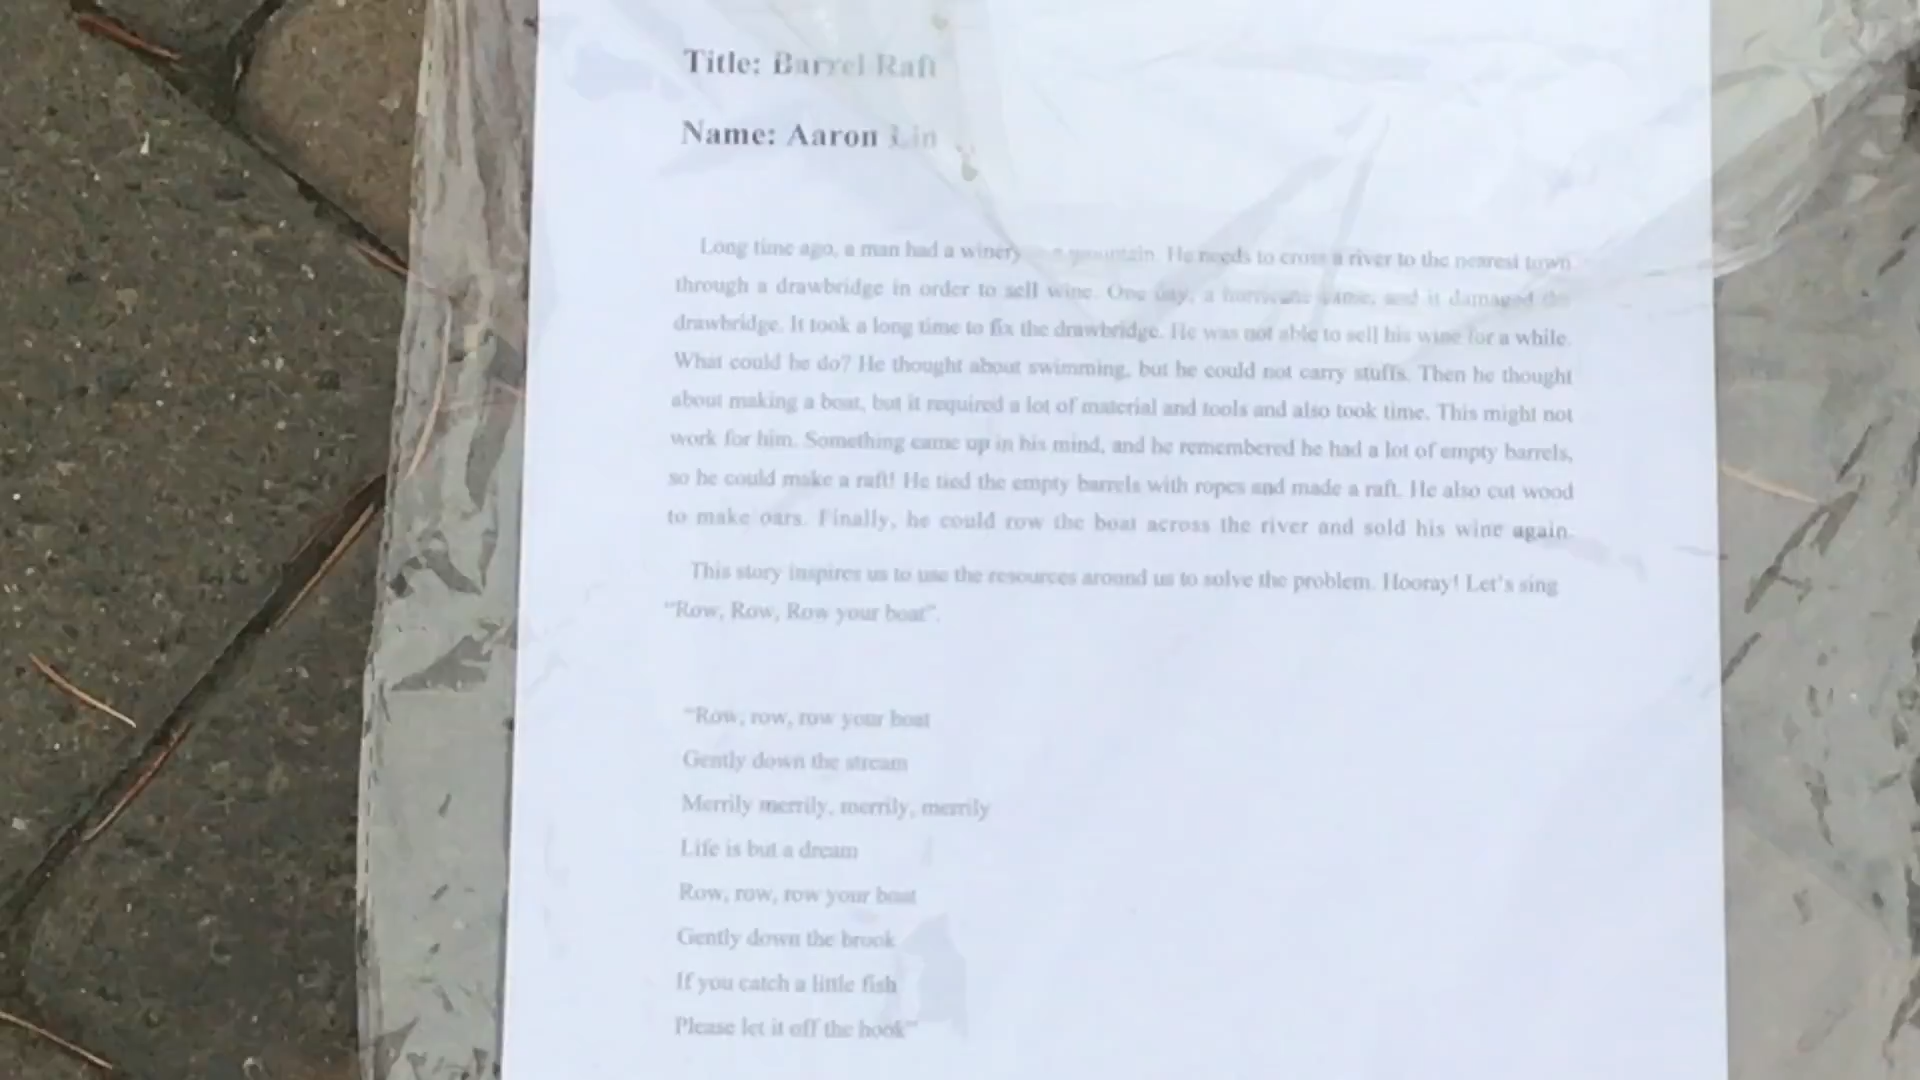 Title: Barrel Raft
Name: Aaron Lin
Long time ago, a man had a winery mountain. He needs to cross a river to the nearest town
through a drawbridge in order to sell wine. One day, a hurricane came, and it damaged the
drawbridge. It took a long time to fix the drawbridge. He was not able to sell his wine for a while.
What could he do? He thought about swimming, but he could not carry stuffs. Then he thought
about making a boat, but it required a lot of material and tools and also took time. This might not
work for him. Something came up in his mind, and he remembered he had a lot of empty barrels,
so he could make a raft! He tied the empty barrels with ropes and made a raft. He also cut wood
to make oars. Finally, he could row the boat across the river and sold his wine again.
This story inspires us to use the resources around us to solve the problem. Hooray! Let's sing
"Row, Row, Row your boat".
"Row, row, row your boat
Gently down the stream
Merrily merrily, merrily, merrily
Life is but a dream
Row, row, row your boat
Gently down the brook
If you catch a little fish
Please let it off the hook"